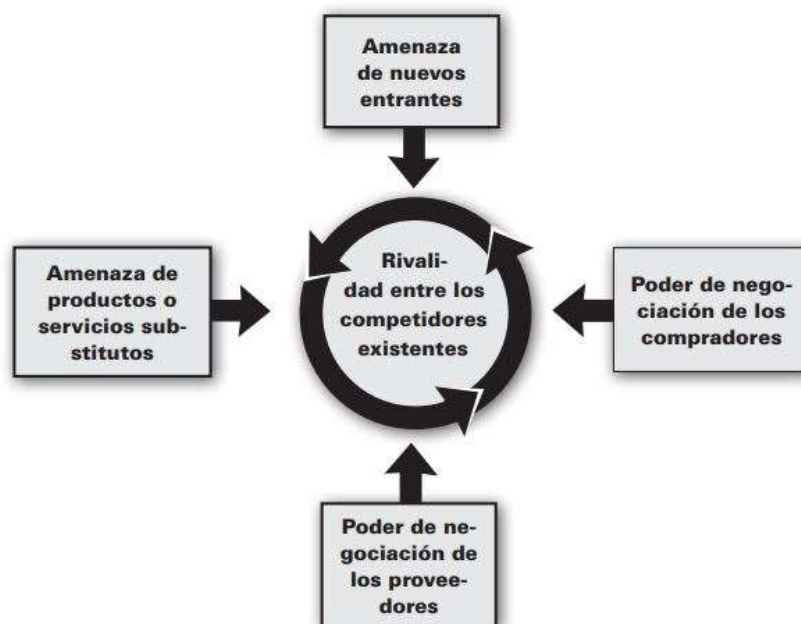 Amenaza
de nuevos
entrantes
Amenaza de
productos o
servicios sub-
stitutos
Rivali-
dad entre los
competidores
existentes
Poder de nego-
ciación de los
compradores
Poder de ne-
gociación de
los provee-
dores